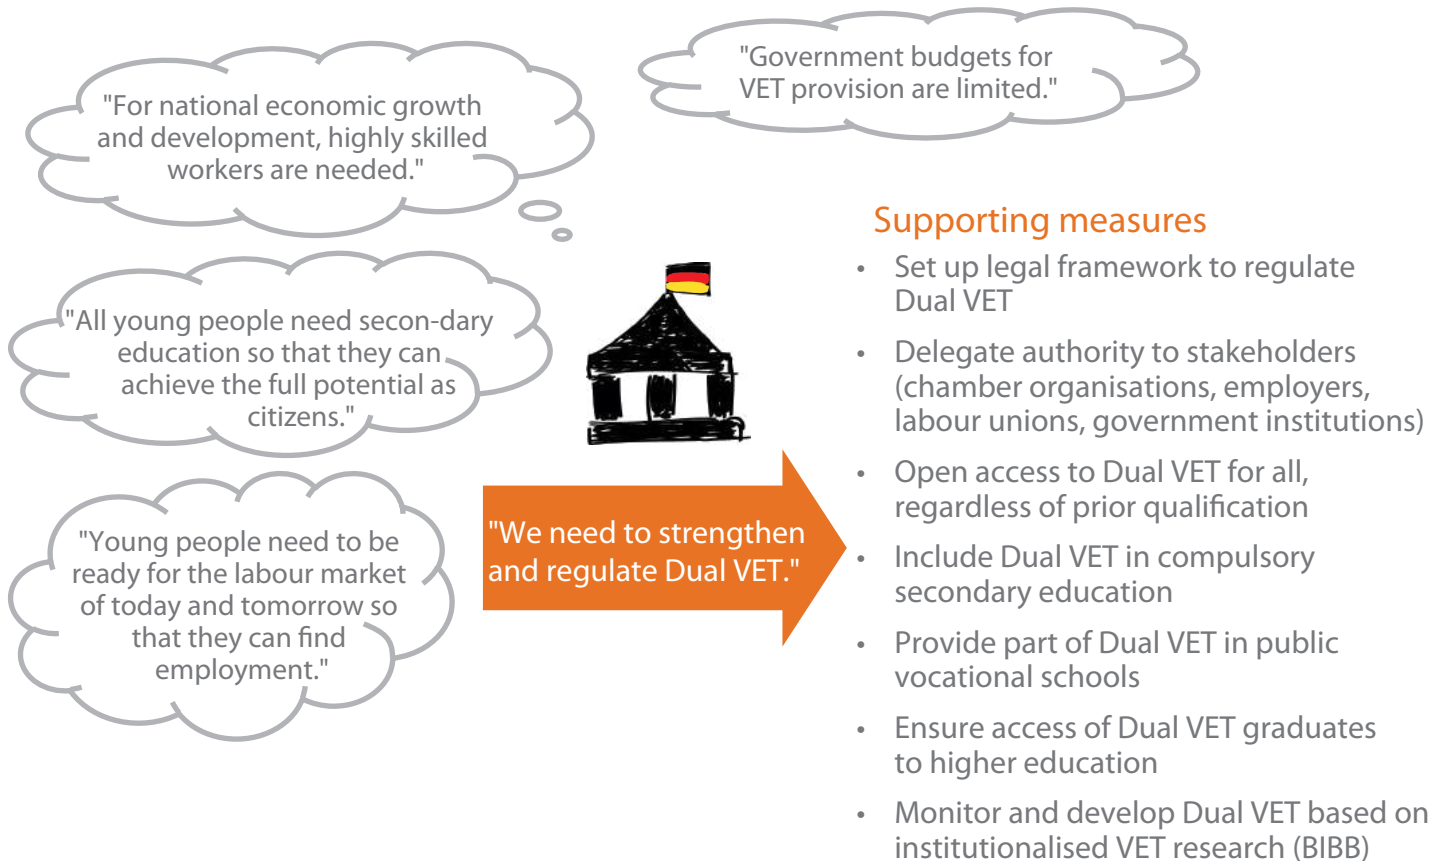 "For national economic growth
and development, highly skilled
workers are needed."
"Government budgets for
VET provision are limited."
"All young people need secon-dary
education so that they can
achieve the full potential as
citizens."
"Young people need to be
ready for the labour market
of today and tomorrow so
that they can find
employment."
"We need to strengthen
and regulate Dual VET."
Supporting measures
• Set up legal framework to regulate
Dual VET
• Delegate authority to stakeholders
(chamber organisations, employers,
labour unions, government institutions)
• Open access to Dual VET for all,
regardless of prior qualification
• Include Dual VET in compulsory
secondary education
• Provide part of Dual VET in public
vocational schools
• Ensure access of Dual VET graduates
to higher education
• Monitor and develop Dual VET based on
institutionalised VET research (BIBB)